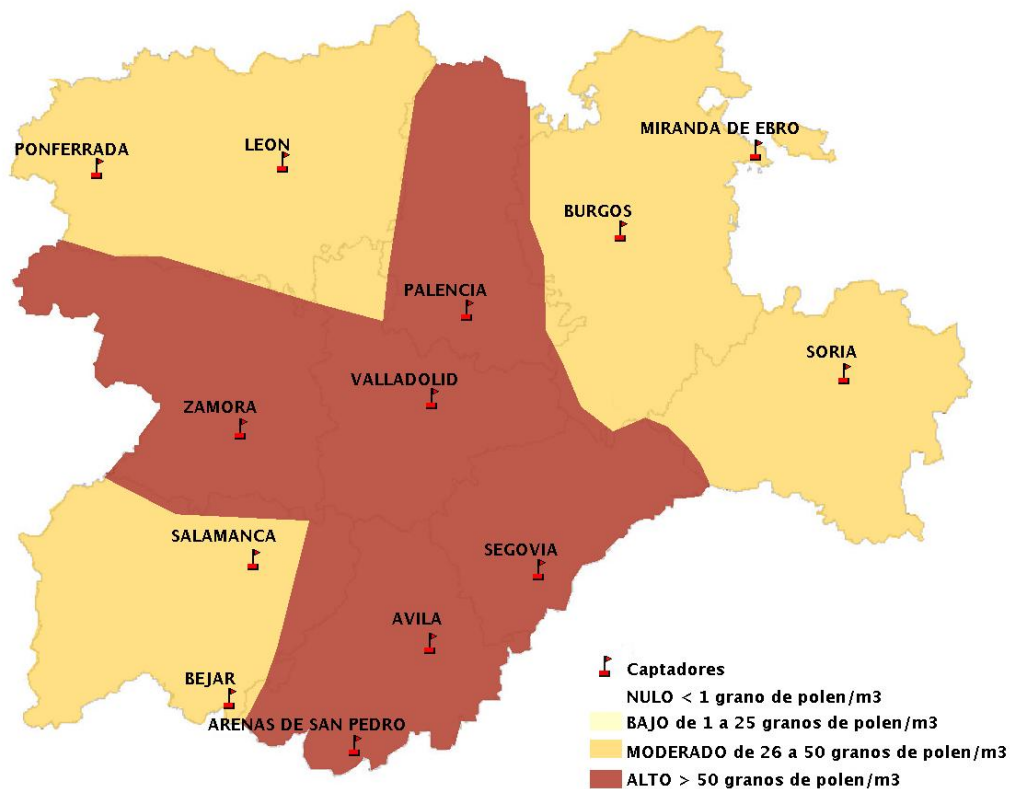 MIRANDA DE EBRO
PONFERRADA
LEON
BURGOS
PALENCIA
SORIA
VALLADOLID
ZAMORA
SALAMANCA
SEGOVIA
AVILA
BEJAR
ARENAS DE SAN PEDRO
Captadores
NULO < 1 grano de polen/m3
BAJO de 1 a 25 granos de polen/m3
MODERADO de 26 a 50 granos de polen/m3
ALTO > 50 granos de polen/m3